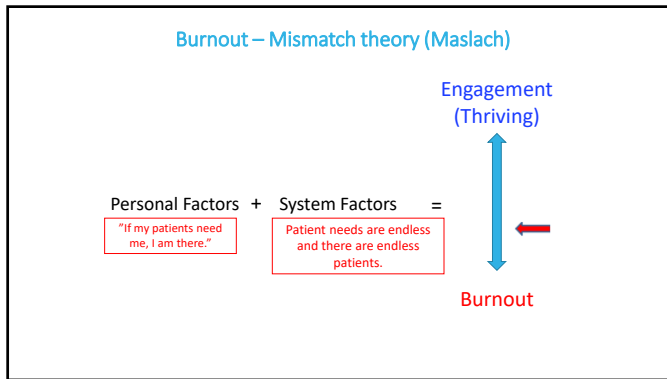 Burnout – Mismatch theory (Maslach)
Engagement
(Thriving)
Personal Factors + System Factors =
"If my patients need
me, I am there."
Patient needs are endless
and there are endless
patients.
Burnout